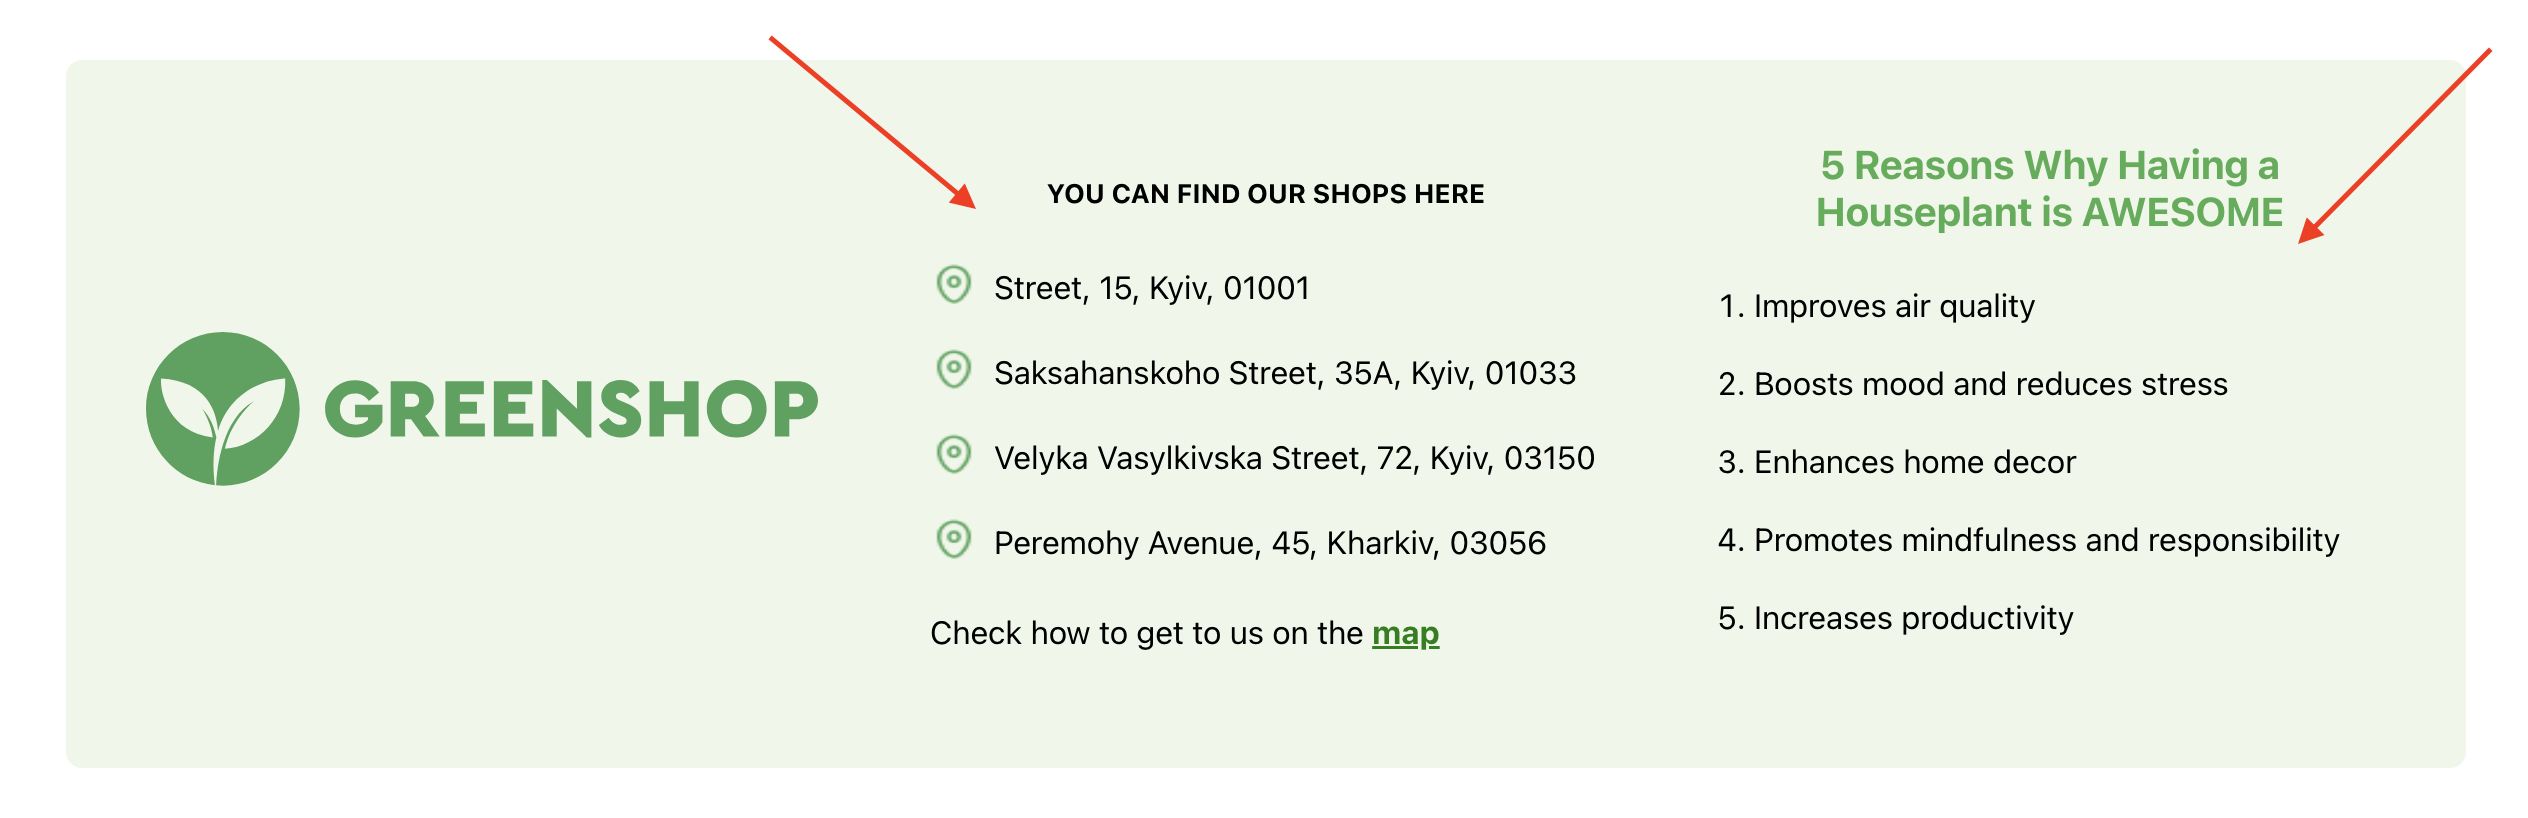 GREENSHOP
YOU CAN FIND OUR SHOPS HERE
Street, 15, Kyiv, 01001
Saksahanskoho Street, 35A, Kyiv, 01033
Velyka Vasylkivska Street, 72, Kyiv, 03150
Peremohy Avenue, 45, Kharkiv, 03056
Check how to get to us on the map
5 Reasons Why Having a
Houseplant is AWESOME
1. Improves air quality
2. Boosts mood and reduces stress
3. Enhances home decor
4. Promotes mindfulness and responsibility
5. Increases productivity